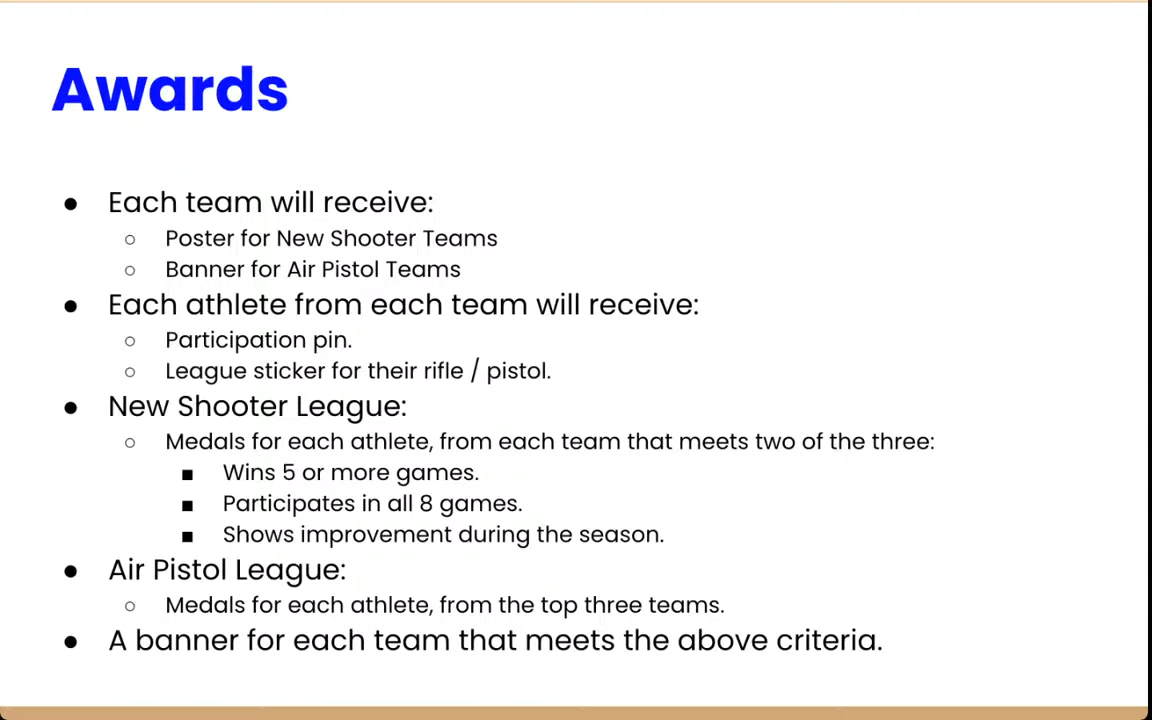 Awards
● Each team will receive:
○ Poster for New Shooter Teams
○ Banner for Air Pistol Teams
● Each athlete from each team will receive:
○ Participation pin.
○ League sticker for their rifle / pistol.
● New Shooter League:
○ Medals for each athlete, from each team that meets two of the three:
■ Wins 5 or more games.
■ Participates in all 8 games.
■ Shows improvement during the season.
● Air Pistol League:
○ Medals for each athlete, from the top three teams.
● A banner for each team that meets the above criteria.